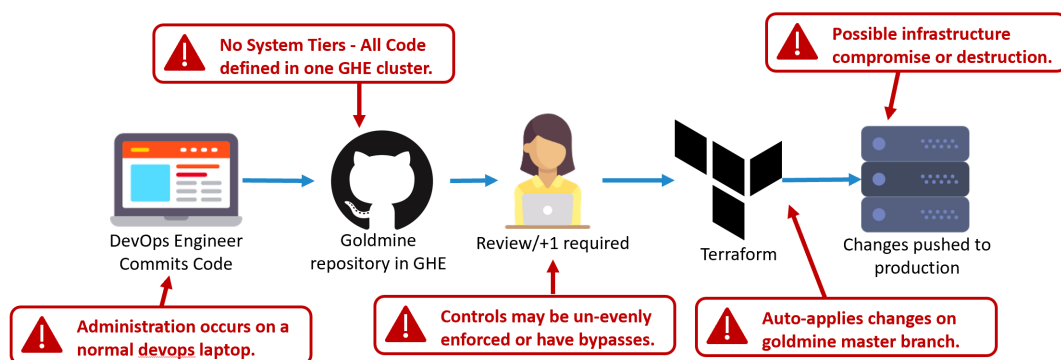 No System Tiers - All Code
defined in one GHE cluster.
Possible infrastructure
compromise or destruction.
DevOps Engineer
Commits Code
Goldmine
repository in GHE
Review/+1 required
Terraform
Changes pushed to
production
Administration occurs on a
normal devops laptop.
Controls may be un-evenly
enforced or have bypasses.
Auto-applies changes on
goldmine master branch.